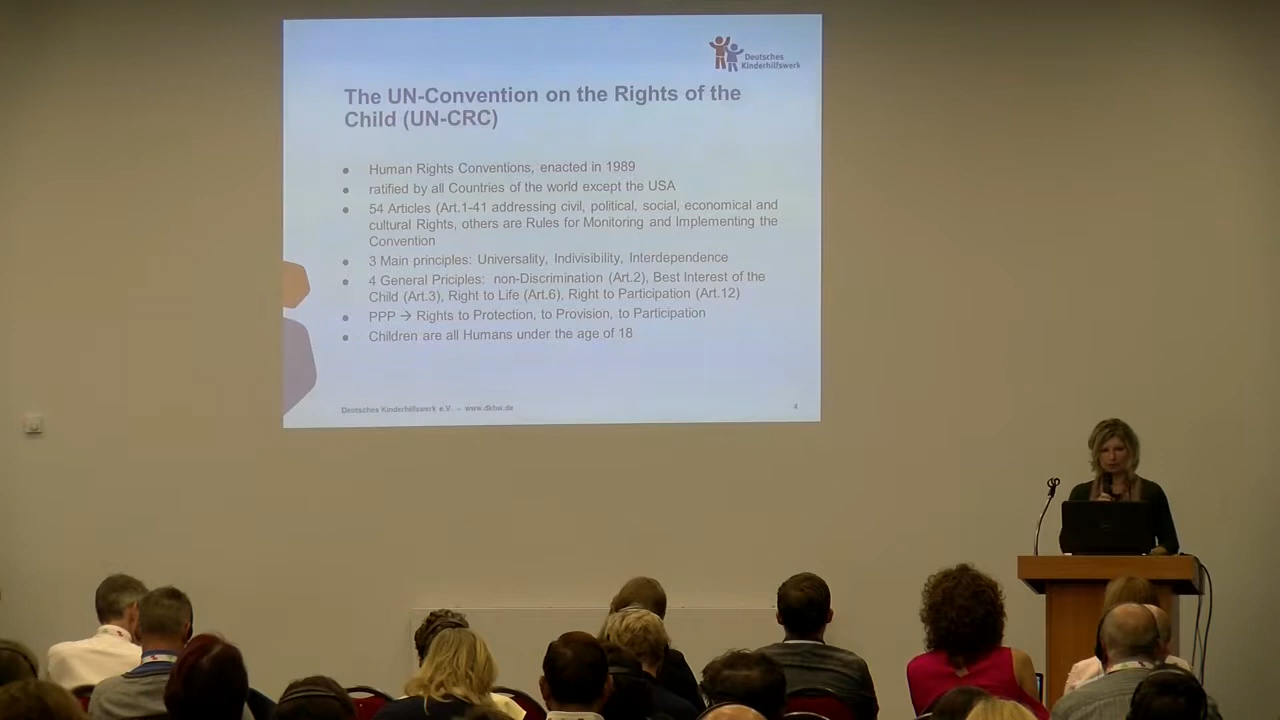 Deutsches
Kinderhilfswerk
The UN-Convention on the Rights of the
Child (UN-CRC)
● Human Rights Conventions, enacted in 1989
● ratified by all Countries of the world except the USA
● 54 Articles (Art.1-41 addressing civil, political, social, economical and
cultural Rights, others are Rules for Monitoring and Implementing the
Convention
● 3 Main principles: Universality, Indivisibility, Interdependence
● 4 General Priciples: non-Discrimination (Art.2), Best Interest of the
Child (Art.3), Right to Life (Art.6), Right to Participation (Art.12)
● PPP → Rights to Protection, to Provision, to Participation
● Children are all Humans under the age of 18
Deutsches Kinderhilfswerk e.V. – www.dkhw.de
4